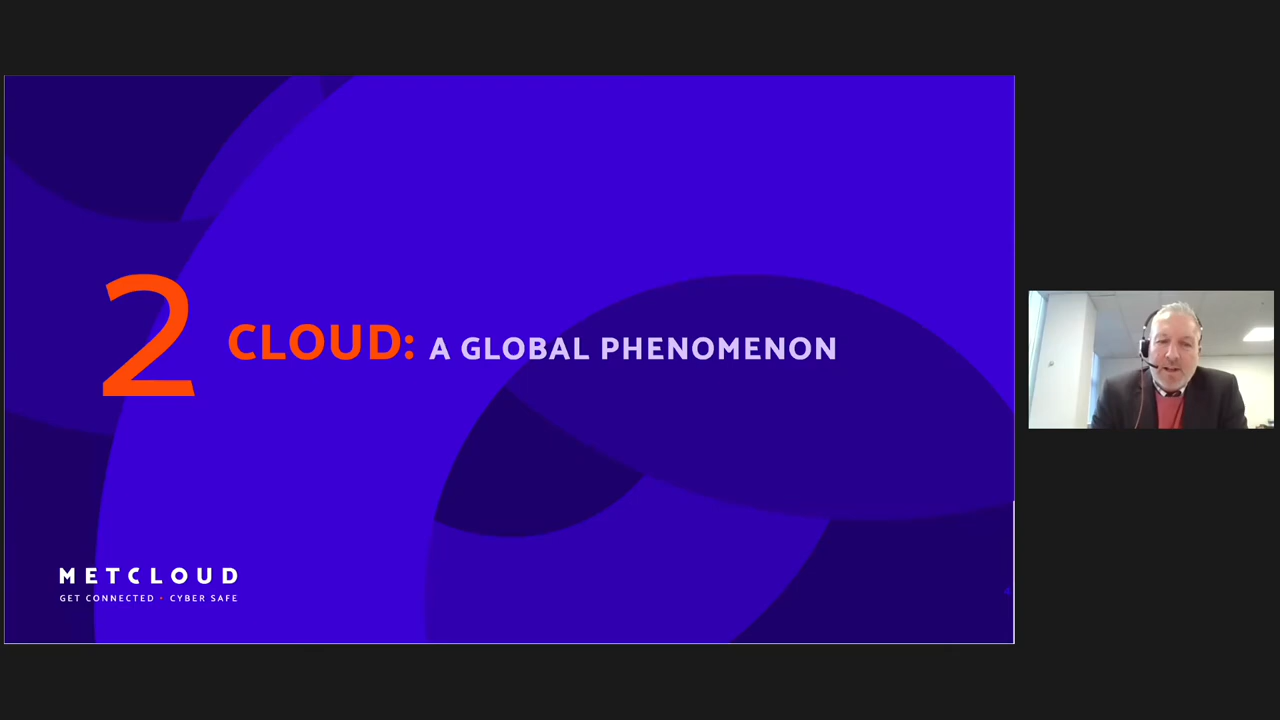 2
CLOUD: A GLOBAL PHENOMENON
METCLOUD
GET CONNECTED • CYBER SAFE